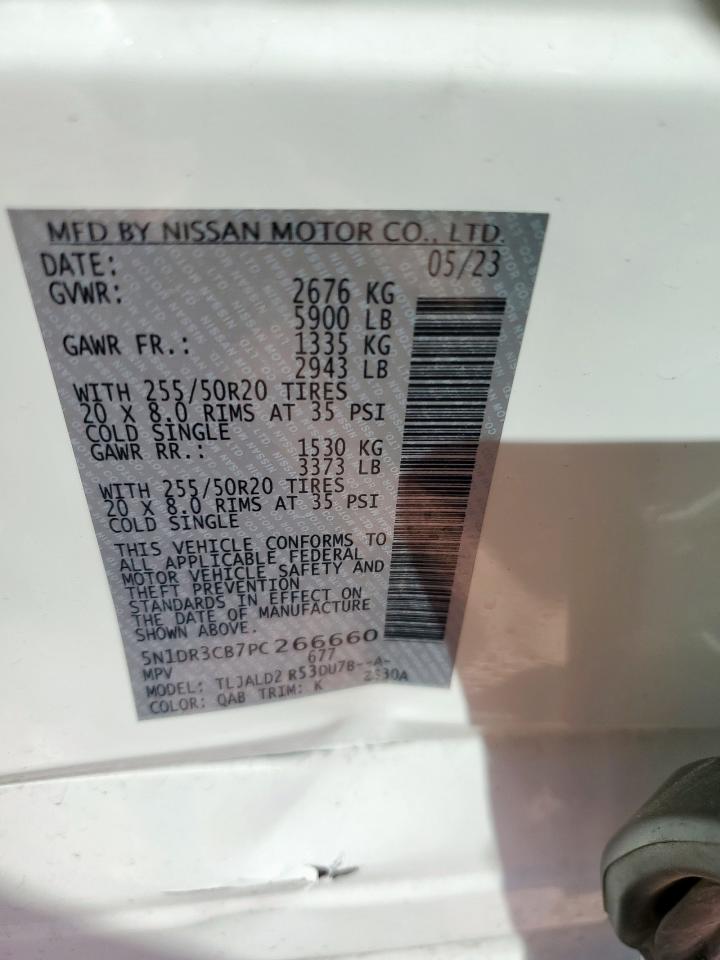 MFD BY NISSAN MOTOR CO., LTD.
DATE: 05/23
GVWR: 2676 KG
5900 LB
GAWR FR.: 1335 KG
2943 LB
WITH 255/50R20 TIRES
20 X 8.0 RIMS AT 35 PSI
COLD SINGLE
GAWR RR.: 1530 KG
3373 LB
WITH 255/50R20 TIRES
20 X 8.0 RIMS AT 35 PSI
COLD SINGLE
THIS VEHICLE CONFORMS TO
ALL APPLICABLE FEDERAL
MOTOR VEHICLE SAFETY AND
THEFT PREVENTION
STANDARDS IN EFFECT ON
THE DATE OF MANUFACTURE
SHOWN ABOVE.
5N1DR3CB7PC266660
MPV 677
MODEL: TLJALD2 R53DU7B--A-
COLOR: QAB TRIM: K